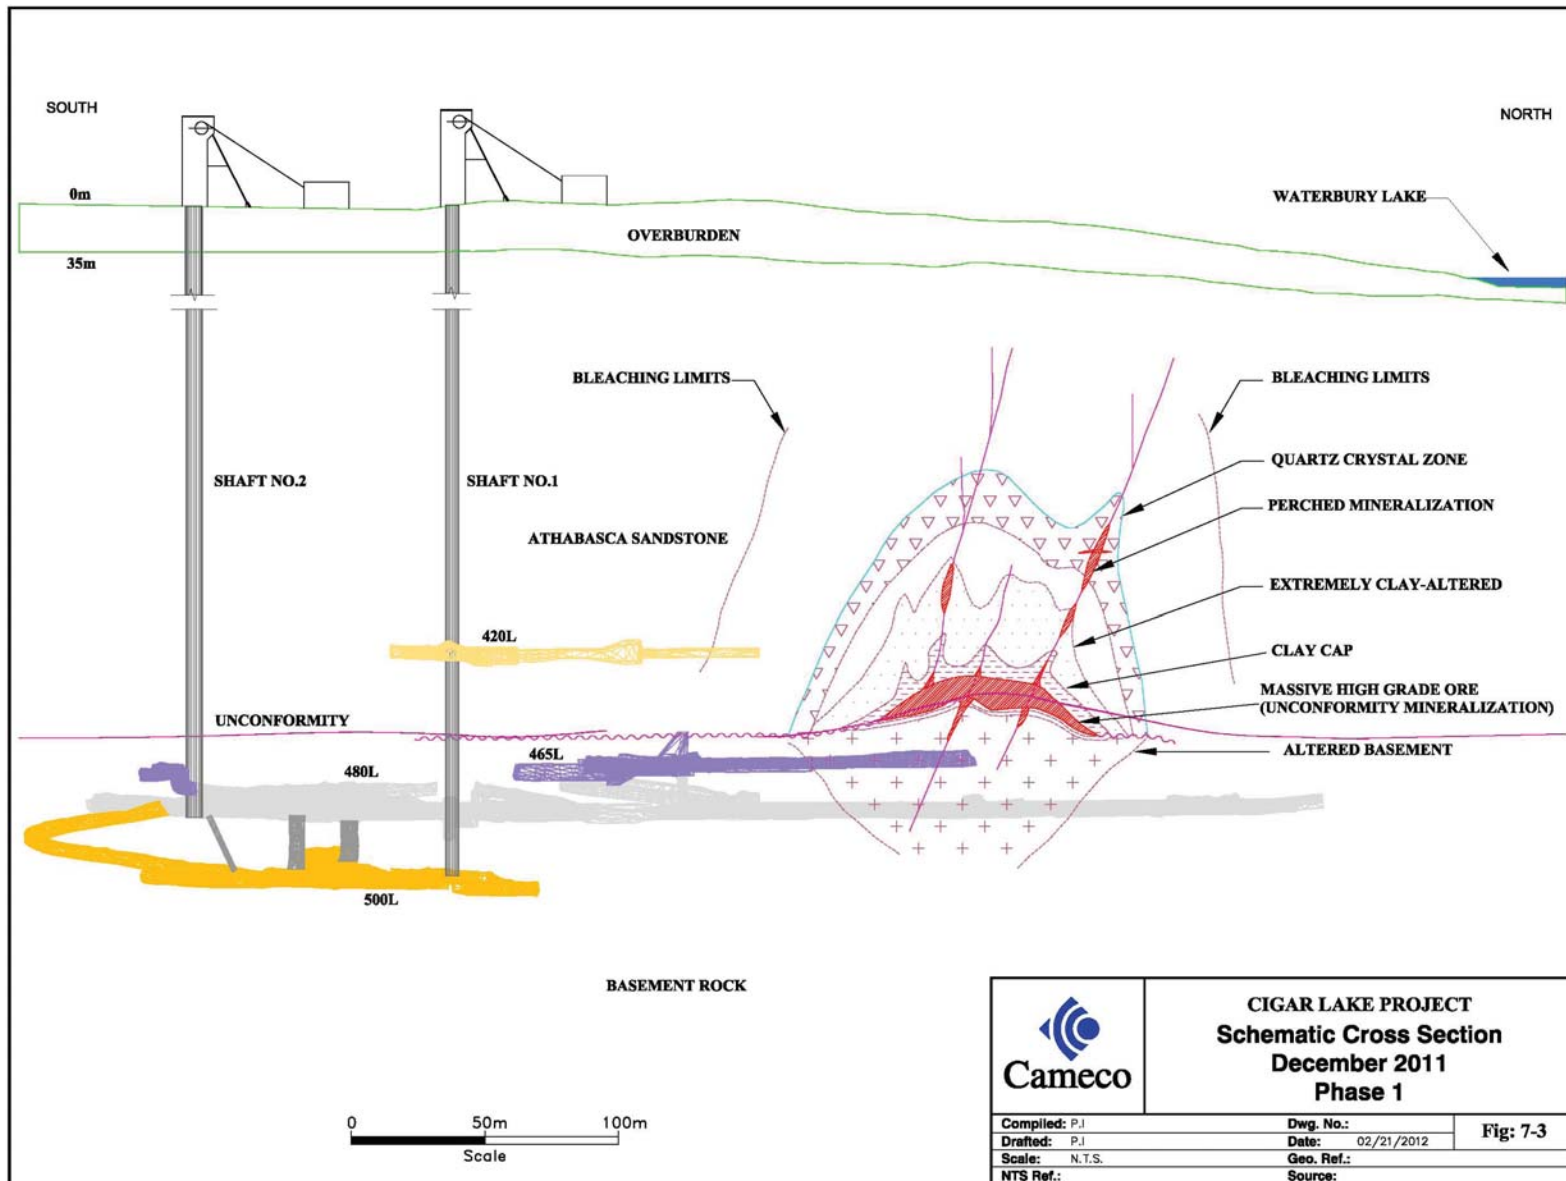 SOUTH
NORTH
0m
WATERBURY LAKE
OVERBURDEN
35m
BLEACHING LIMITS
BLEACHING LIMITS
QUARTZ CRYSTAL ZONE
SHAFT NO.2
SHAFT NO.1
PERCHED MINERALIZATION
ATHABASCA SANDSTONE
EXTREMELY CLAY-ALTERED
420L
CLAY CAP
MASSIVE HIGH GRADE ORE
(UNCONFORMITY MINERALIZATION)
UNCONFORMITY
465L
ALTERED BASEMENT
480L
500L
BASEMENT ROCK
0 50m 100m
Scale
Cameco
CIGAR LAKE PROJECT
Schematic Cross Section
December 2011
Phase 1
Compiled: P.I Dwg. No.:
Fig: 7-3
Drafted: P.I Date: 02/21/2012
Scale: N.T.S. Geo. Ref.:
NTS Ref.: Source: